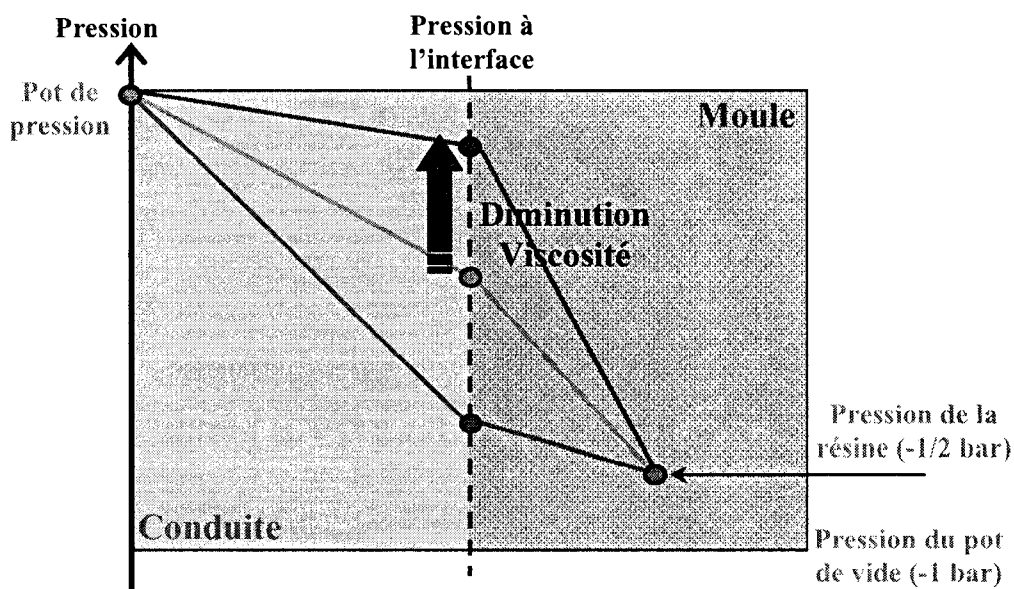 Pression
Pression à
l'interface
Pot de
pression
Moule
Diminution
Viscosité
Pression de la
résine (-1/2 bar)
Conduite
Pression du pot
de vide (-1 bar)